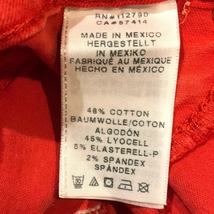 RN#112790
CA#57414
MADE IN MEXICO
HERGESTELLT
IN MEXIKO
FABRIQUÉ AU MEXIQUE
HECHO EN MÉXICO
48% COTTON
BAUMWOLLE/COTON
ALGODÓN
45% LYOCELL
5% ELASTERELL-P
2% SPANDEX
SPÁNDEX